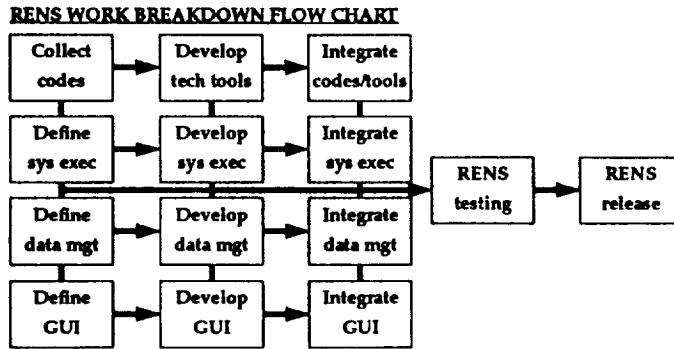 RENS WORK BREAKDOWN FLOW CHART
Collect
codes
Develop
tech tools
Integrate
codes/tools
Define
sys exec
Develop
sys exec
Integrate
sys exec
RENS
testing
RENS
release
Define
data mgt
Develop
data mgt
Integrate
data mgt
Define
GUI
Develop
GUI
Integrate
GUI